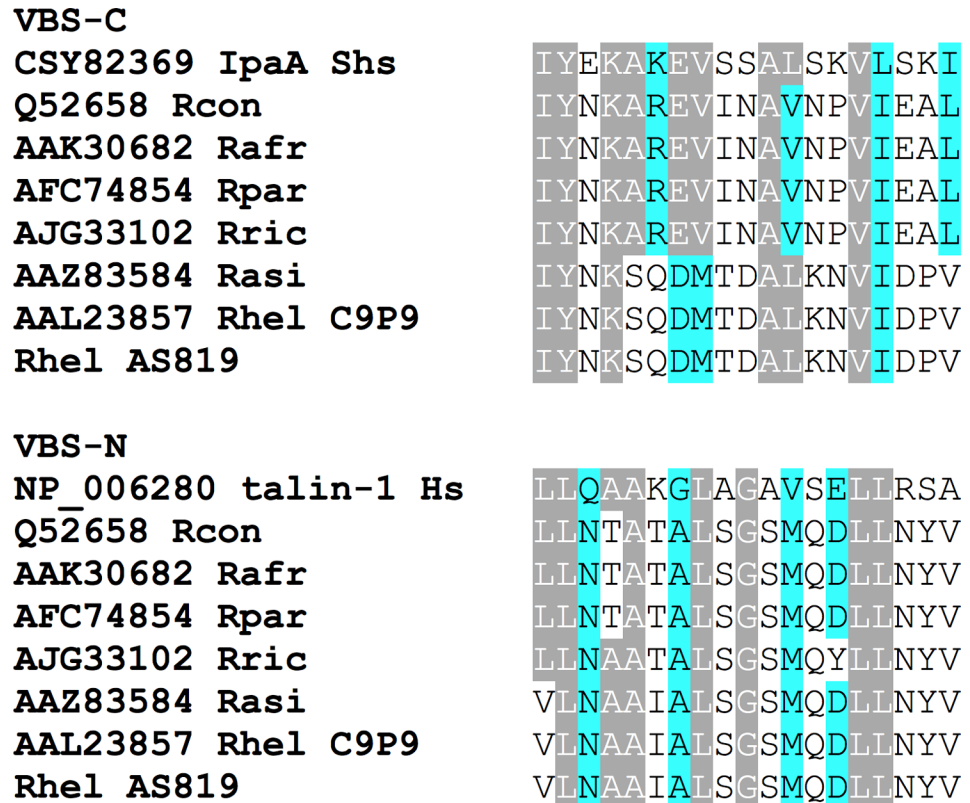 VBS-C
CSY82369 IpaA Shs IYEKAKEVSSALSKVLSKI
Q52658 Rcon IYNKAREVINAVNPVIEAL
AAK30682 Rafr IYNKAREVINAVNPVIEAL
AFC74854 Rpar IYNKAREVINAVNPVIEAL
AJG33102 Rric IYNKAREVINAVNPVIEAL
AAZ83584 Rasi IYNKSQDMTDALKNVIDPV
AAL23857 Rhel C9P9 IYNKSQDMTDALKNVIDPV
Rhel AS819 IYNKSQDMTDALKNVIDPV
VBS-N
NP_006280 talin-1 Hs LLQAAKGLAGAVSELLRSA
Q52658 Rcon LLNTATALSGSMQDLLNYV
AAK30682 Rafr LLNTATALSGSMQDLLNYV
AFC74854 Rpar LLNTATALSGSMQDLLNYV
AJG33102 Rric LLNAATALSGSMQYLLNYV
AAZ83584 Rasi VLNAAIALSGSMQDLLNYV
AAL23857 Rhel C9P9 VLNAAIALSGSMQDLLNYV
Rhel AS819 VLNAAIALSGSMQDLLNYV